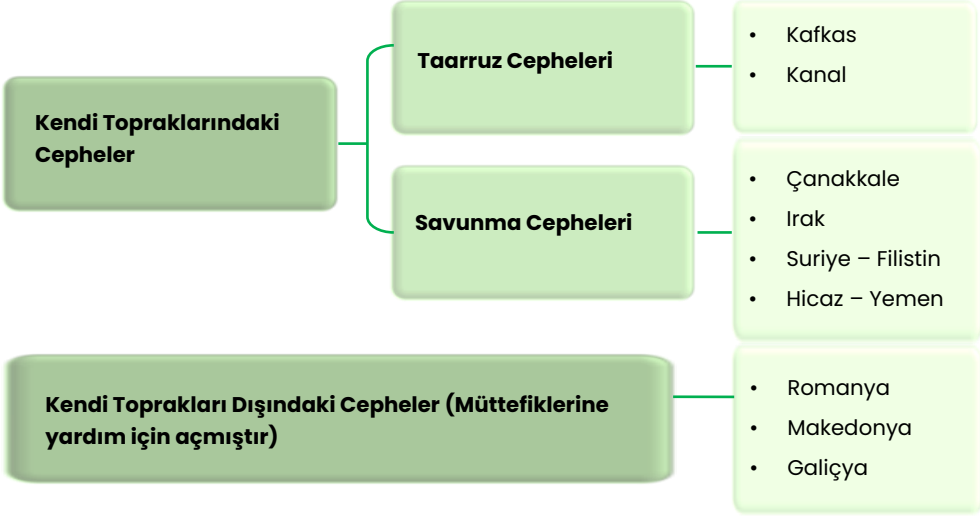 Kendi Topraklarındaki
Cepheler
Taarruz Cepheleri
• Kafkas
• Kanal
Savunma Cepheleri
• Çanakkale
• Irak
• Suriye – Filistin
• Hicaz – Yemen
Kendi Toprakları Dışındaki Cepheler (Müttefiklerine
yardım için açmıştır)
• Romanya
• Makedonya
• Galiçya